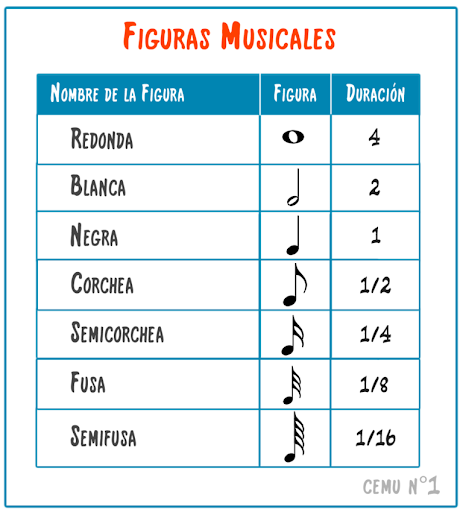 Figuras Musicales
Nombre de la Figura Figura Duración
Redonda 4
Blanca 2
Negra 1
Corchea 1/2
Semicorchea 1/4
Fusa 1/8
Semifusa 1/16
CEMU N°1